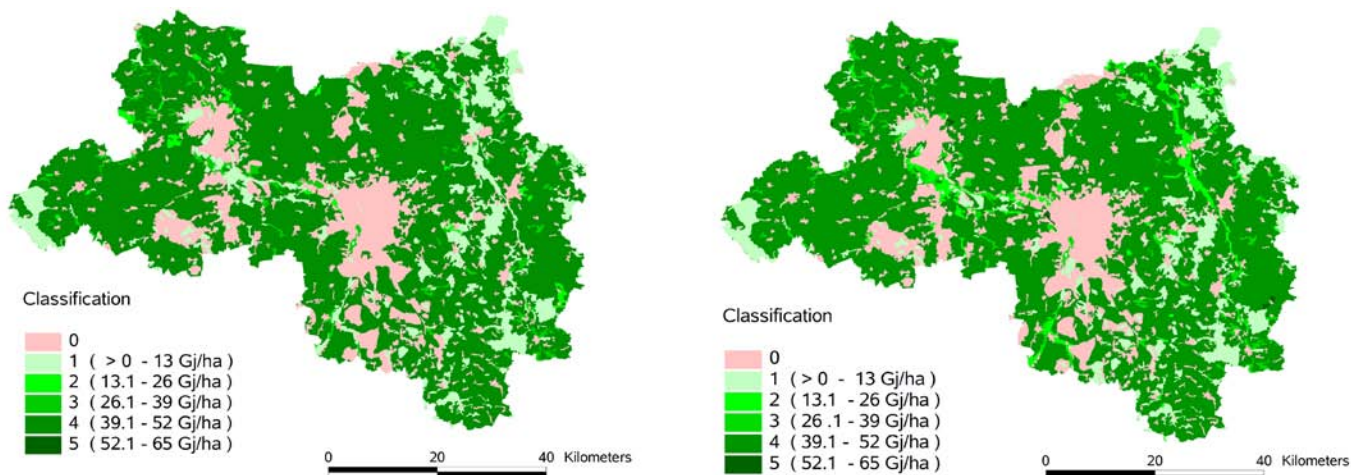 Classification
0
1 ( > 0 - 13 Gj/ha )
2 ( 13.1 - 26 Gj/ha )
3 ( 26.1 - 39 Gj/ha )
4 ( 39.1 - 52 Gj/ha )
5 ( 52.1 - 65 Gj/ha )
0 20 40 Kilometers
Classification
0
1 ( > 0 - 13 Gj/ha )
2 ( 13.1 - 26 Gj/ha )
3 ( 26 .1 - 39 Gj/ha )
4 ( 39.1 - 52 Gj/ha )
5 ( 52.1 - 65 Gj/ha )
0 20 40 Kilometers